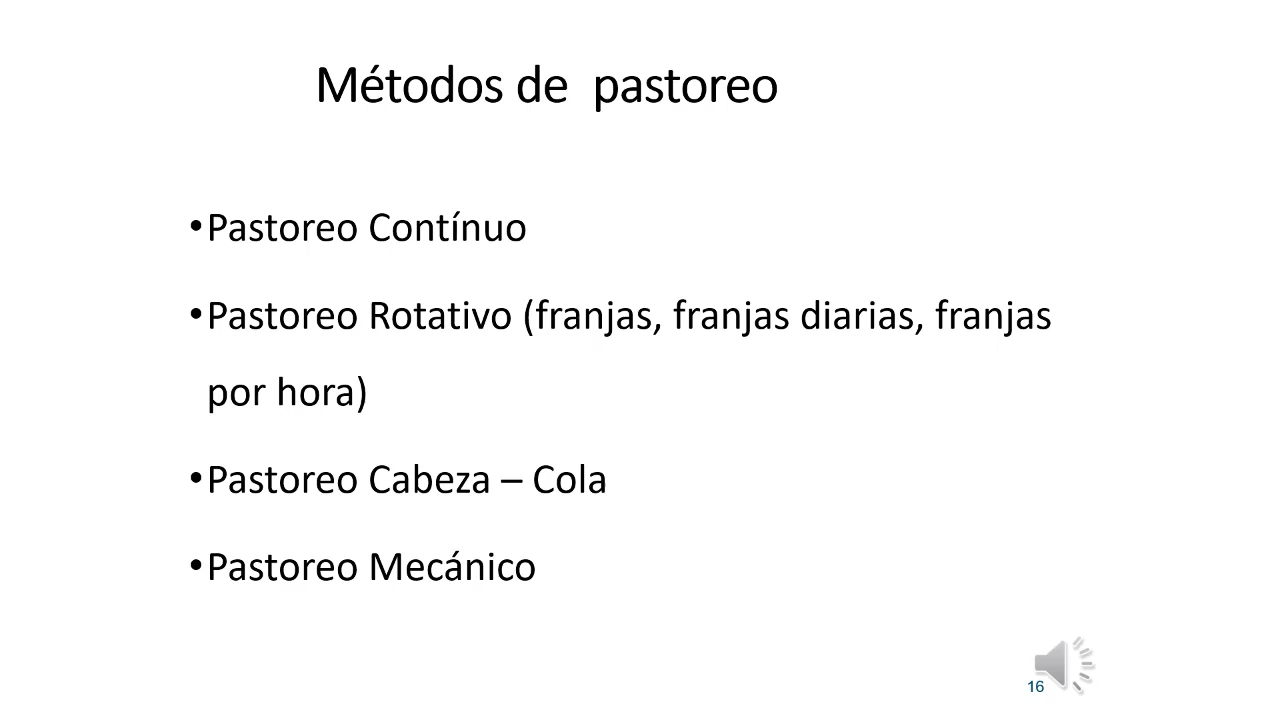 Métodos de pastoreo
•Pastoreo Contínuo
•Pastoreo Rotativo (franjas, franjas diarias, franjas
por hora)
•Pastoreo Cabeza – Cola
•Pastoreo Mecánico
16